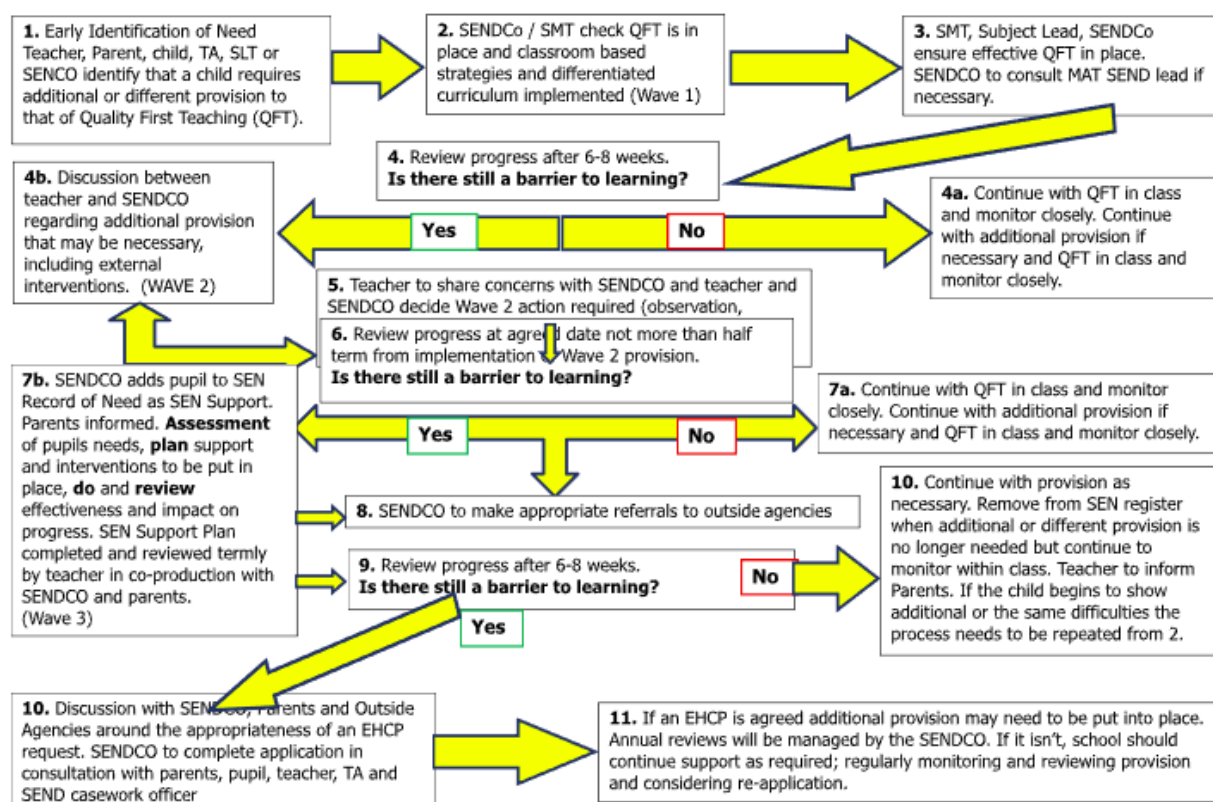 1. Early Identification of Need
Teacher, Parent, child, TA, SLT or
SENCO identify that a child requires
additional or different provision to
that of Quality First Teaching (QFT).
2. SENDCo / SMT check QFT is in
place and classroom based
strategies and differentiated
curriculum implemented (Wave 1)
3. SMT, Subject Lead, SENDCo
ensure effective QFT in place.
SENDCO to consult MAT SEND lead if
necessary.
4. Review progress after 6-8 weeks.
Is there still a barrier to learning?
4b. Discussion between
teacher and SENDCO
regarding additional provision
that may be necessary,
including external
interventions. (WAVE 2)
Yes
No
4a. Continue with QFT in class
and monitor closely. Continue
with additional provision if
necessary and QFT in class and
monitor closely.
5. Teacher to share concerns with SENDCO and teacher and
SENDCO decide Wave 2 action required (observation,
6. Review progress at agreed date not more than half
term from implementation Wave 2 provision.
Is there still a barrier to learning?
7b. SENDCO adds pupil to SEN
Record of Need as SEN Support.
Parents informed. Assessment
of pupils needs, plan support
and interventions to be put in
place, do and review
effectiveness and impact on
progress. SEN Support Plan
completed and reviewed termly
by teacher in co-production with
SENDCO and parents.
(Wave 3)
Yes
No
7a. Continue with QFT in class and monitor
closely. Continue with additional provision if
necessary and QFT in class and monitor closely.
8. SENDCO to make appropriate referrals to outside agencies
9. Review progress after 6-8 weeks.
Is there still a barrier to learning?
No
Yes
10. Continue with provision as
necessary. Remove from SEN register
when additional or different provision is
no longer needed but continue to
monitor within class. Teacher to inform
Parents. If the child begins to show
additional or the same difficulties the
process needs to be repeated from 2.
10. Discussion with SENDCO, Parents and Outside
Agencies around the appropriateness of an EHCP
request. SENDCO to complete application in
consultation with parents, pupil, teacher, TA and
SEND casework officer
11. If an EHCP is agreed additional provision may need to be put into place.
Annual reviews will be managed by the SENDCO. If it isn't, school should
continue support as required; regularly monitoring and reviewing provision
and considering re-application.